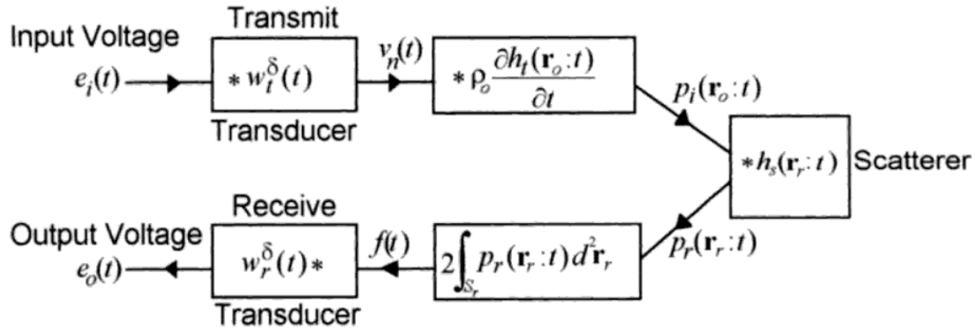 Transmit
Input Voltage
e_i(t)
* w_t^δ(t)
v_n(t)
* ρ_o ∂h_t(r_o:t)/∂t
p_i(r_o:t)
Transducer
* h_s(r_r:t)
Scatterer
Receive
Output Voltage
e_o(t)
w_r^δ(t) *
f(t)
2∫_{S_r} p_r(r_r:t)d²r_r
p_r(r_r:t)
Transducer